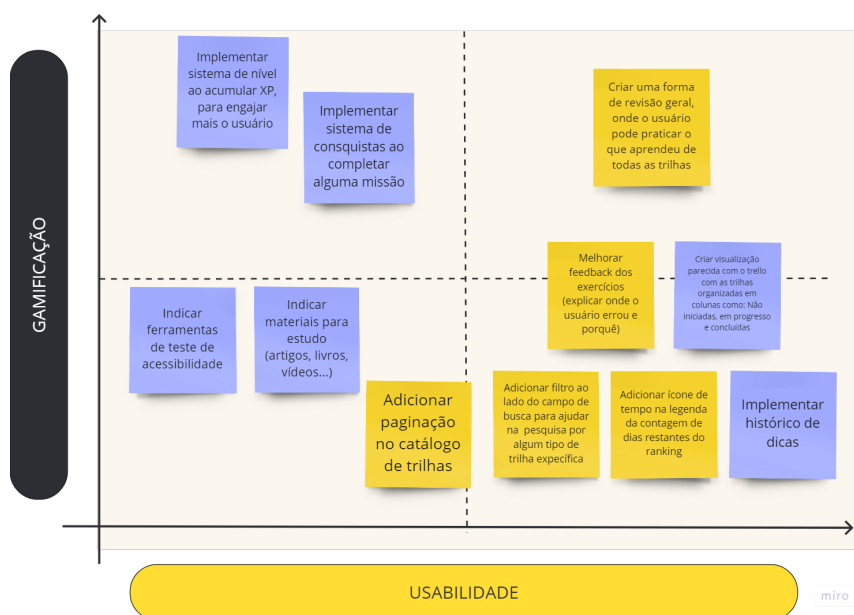 Implementar
sistema de nível
ao acumular XP,
para engajar
mais o usuário
Implementar
sistema de
consquistas ao
completar
alguma missão
Criar uma forma
de revisão geral,
onde o usuário
pode praticar o
que aprendeu de
todas as trilhas
GAMIFICAÇÃO
Melhorar
feedback dos
exercícios
(explicar onde o
usuário errou e
porquê)
Criar visualização
parecida com o trello
com as trilhas
organizadas em
colunas como: Não
iniciadas, em progresso
e concluídas
Indicar
ferramentas
de teste de
acessibilidade
Indicar
materiais para
estudo
(artigos, livros,
vídeos...)
Adicionar
paginação
no catálogo
de trilhas
Adicionar filtro ao
lado do campo de
busca para ajudar
na pesquisa por
algum tipo de
trilha expecífica
Adicionar ícone de
tempo na legenda
da contagem de
dias restantes do
ranking
Implementar
histórico de
dicas
USABILIDADE
miro